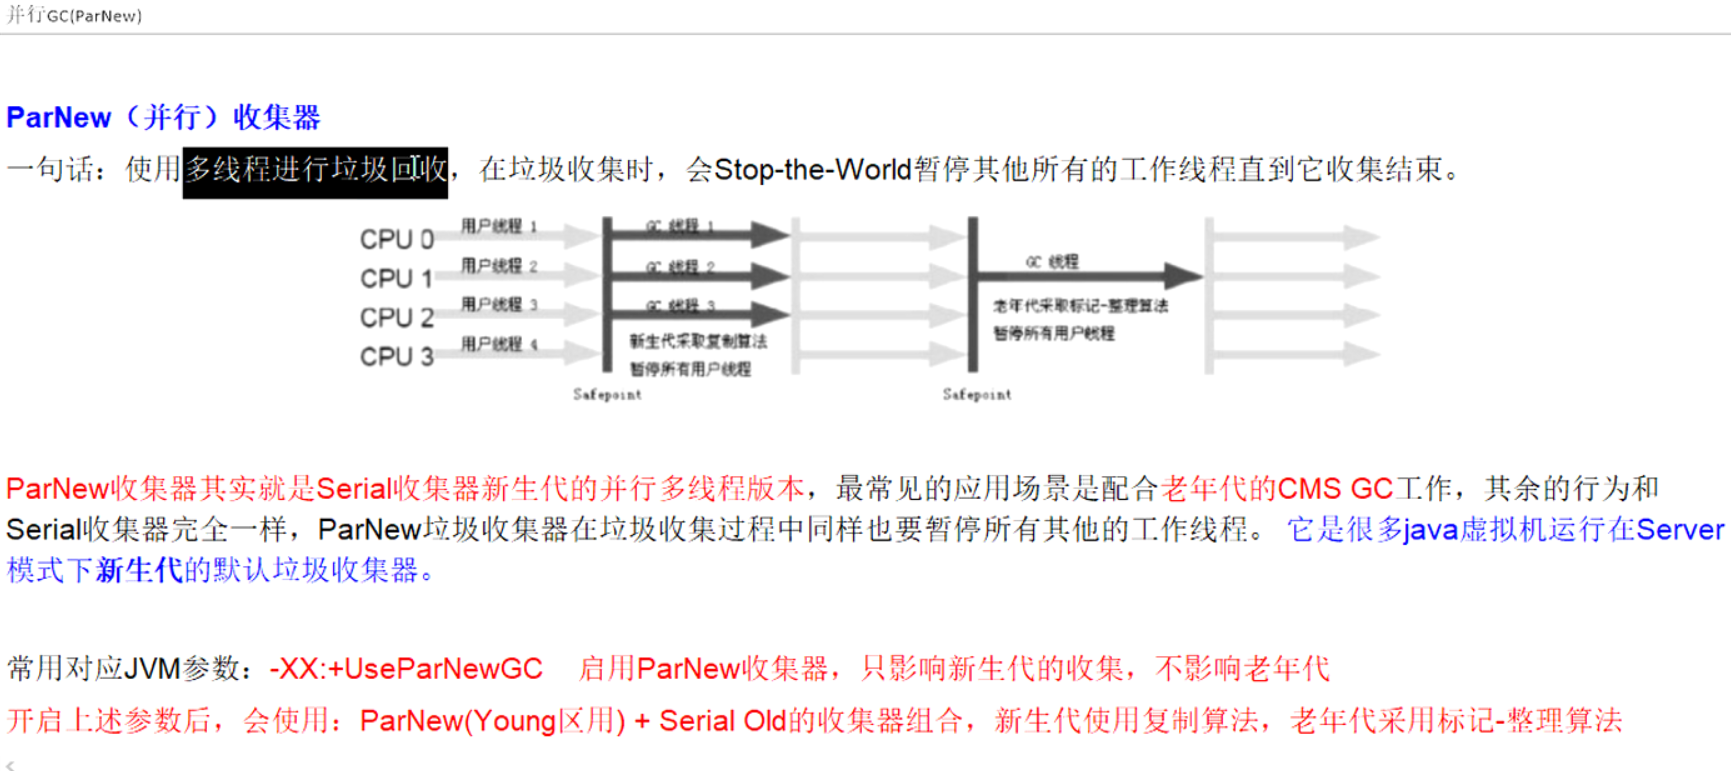 并行GC(ParNew)
ParNew（并行）收集器
一句话：使用多线程进行垃圾回收，在垃圾收集时，会Stop-the-World暂停其他所有的工作线程直到它收集结束。
CPU 0 用户线程 1 GC 线程 1
CPU 1 用户线程 2 GC 线程 2 GC 线程
CPU 2 用户线程 3 GC 线程 3 老年代采取标记-整理算法
新生代采取复制算法 暂停所有用户线程
CPU 3 用户线程 4 暂停所有用户线程
Safepoint Safepoint
ParNew收集器其实就是Serial收集器新生代的并行多线程版本，最常见的应用场景是配合老年代的CMS GC工作，其余的行为和
Serial收集器完全一样，ParNew垃圾收集器在垃圾收集过程中同样也要暂停所有其他的工作线程。 它是很多java虚拟机运行在Server
模式下新生代的默认垃圾收集器。
常用对应JVM参数：-XX:+UseParNewGC 启用ParNew收集器，只影响新生代的收集，不影响老年代
开启上述参数后，会使用：ParNew(Young区用) + Serial Old的收集器组合，新生代使用复制算法，老年代采用标记-整理算法